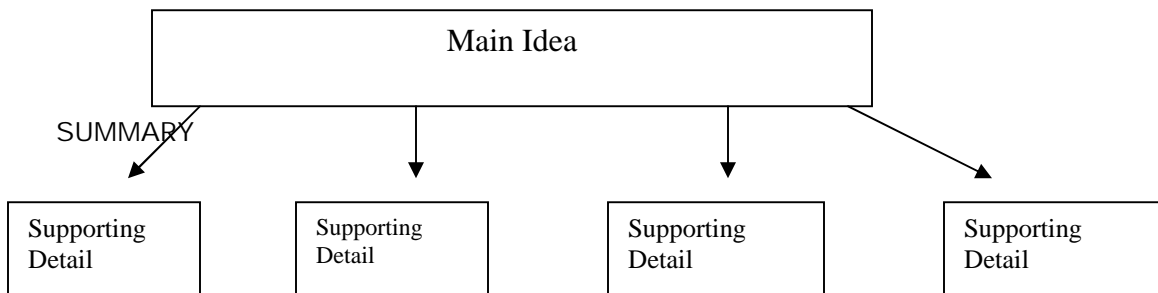 Main Idea
SUMMARY
Supporting
Detail
Supporting
Detail
Supporting
Detail
Supporting
Detail